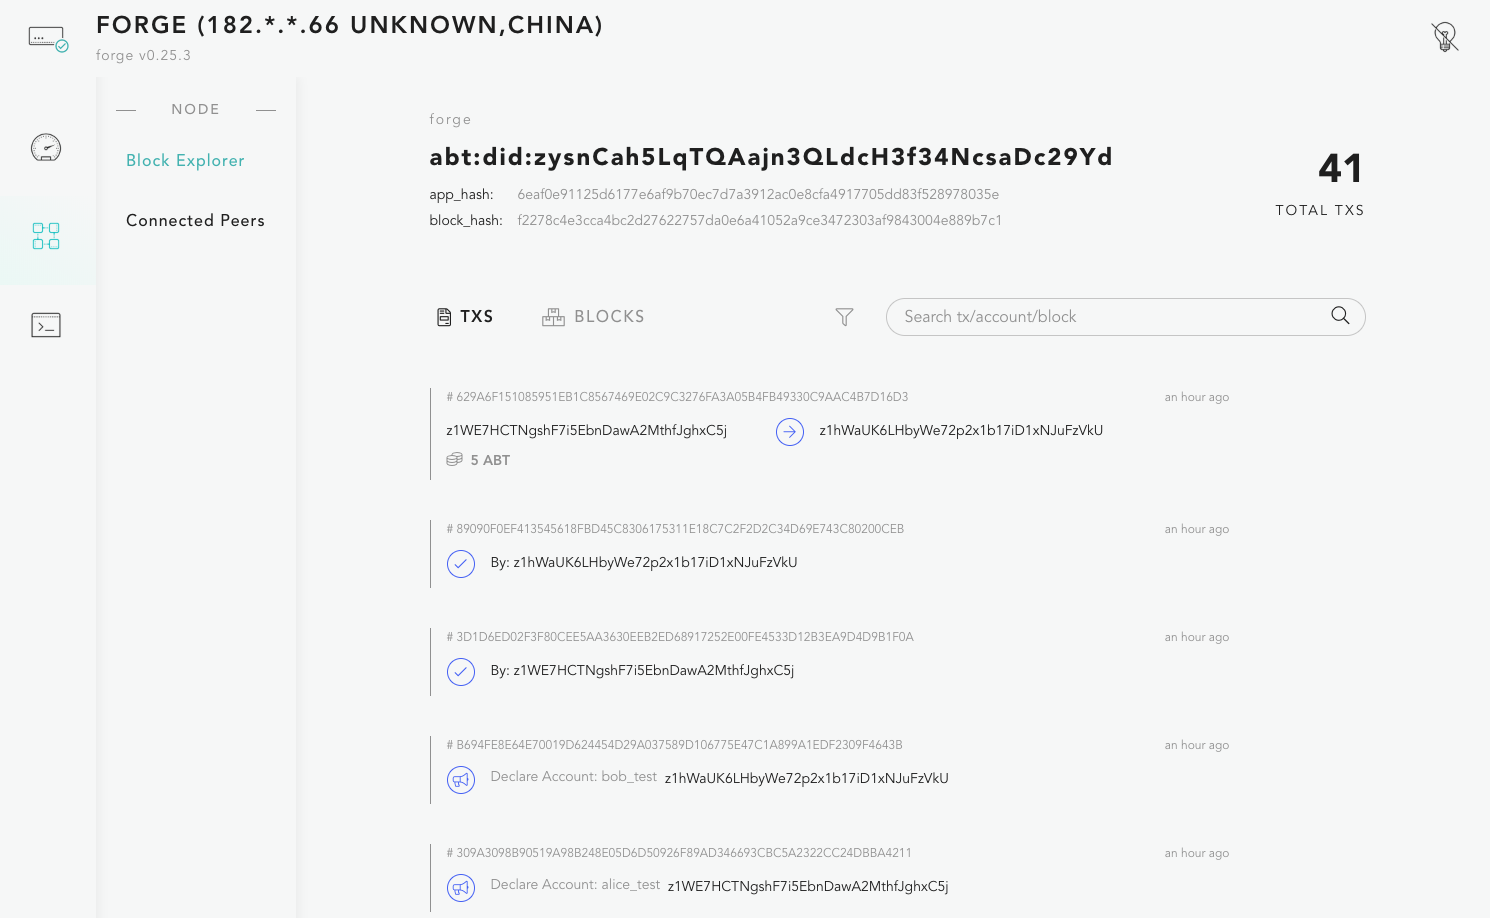 FORGE (182.*.*.66 UNKNOWN,CHINA)
forge v0.25.3
NODE
Block Explorer
Connected Peers
forge
abt:did:zysnCah5LqTQAajn3QLdcH3f34NcsaDc29Yd
app_hash: 6eaf0e91125d6177e6af9b70ec7d7a3912ac0e8cfa4917705dd83f528978035e
block_hash: f2278c4e3cca4bc2d27622757da0e6a41052a9ce3472303af9843004e889b7c1
41
TOTAL TXS
TXS
BLOCKS
Search tx/account/block
# 629A6F151085951EB1C8567469E02C9C3276FA3A05B4FB49330C9AAC4B7D16D3 an hour ago
z1WE7HCTNgshF7i5EbnDawA2MthfJghxC5j z1hWaUK6LHbyWe72p2x1b17iD1xNJuFzVkU
5 ABT
# 89090F0EF413545618FBD45C8306175311E18C7C2F2D2C34D69E743C80200CEB an hour ago
By: z1hWaUK6LHbyWe72p2x1b17iD1xNJuFzVkU
# 3D1D6ED02F3F80CEE5AA3630EEB2ED68917252E00FE4533D12B3EA9D4D9B1F0A an hour ago
By: z1WE7HCTNgshF7i5EbnDawA2MthfJghxC5j
# B694FE8E64E70019D624454D29A037589D106775E47C1A899A1EDF2309F4643B an hour ago
Declare Account: bob_test z1hWaUK6LHbyWe72p2x1b17iD1xNJuFzVkU
# 309A3098B90519A98B248E05D6D50926F89AD346693CBC5A2322CC24DBBA4211 an hour ago
Declare Account: alice_test z1WE7HCTNgshF7i5EbnDawA2MthfJghxC5j